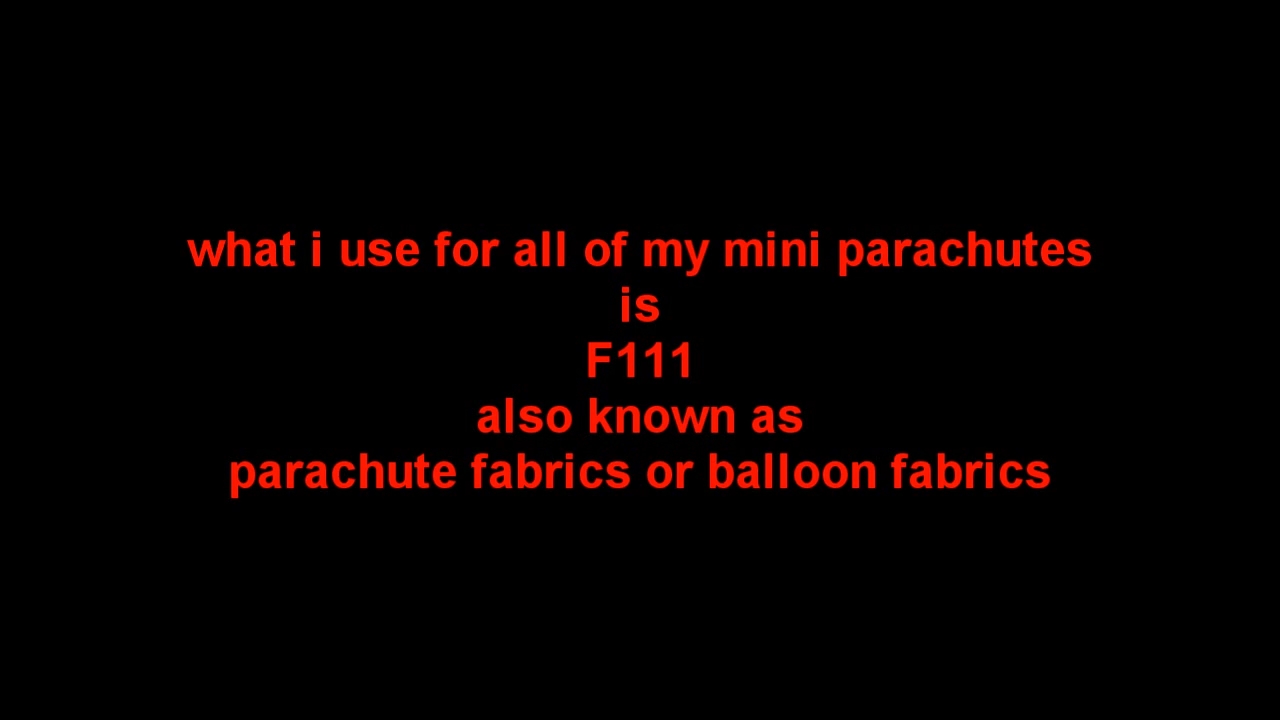 what i use for all of my mini parachutes
is
F111
also known as
parachute fabrics or balloon fabrics